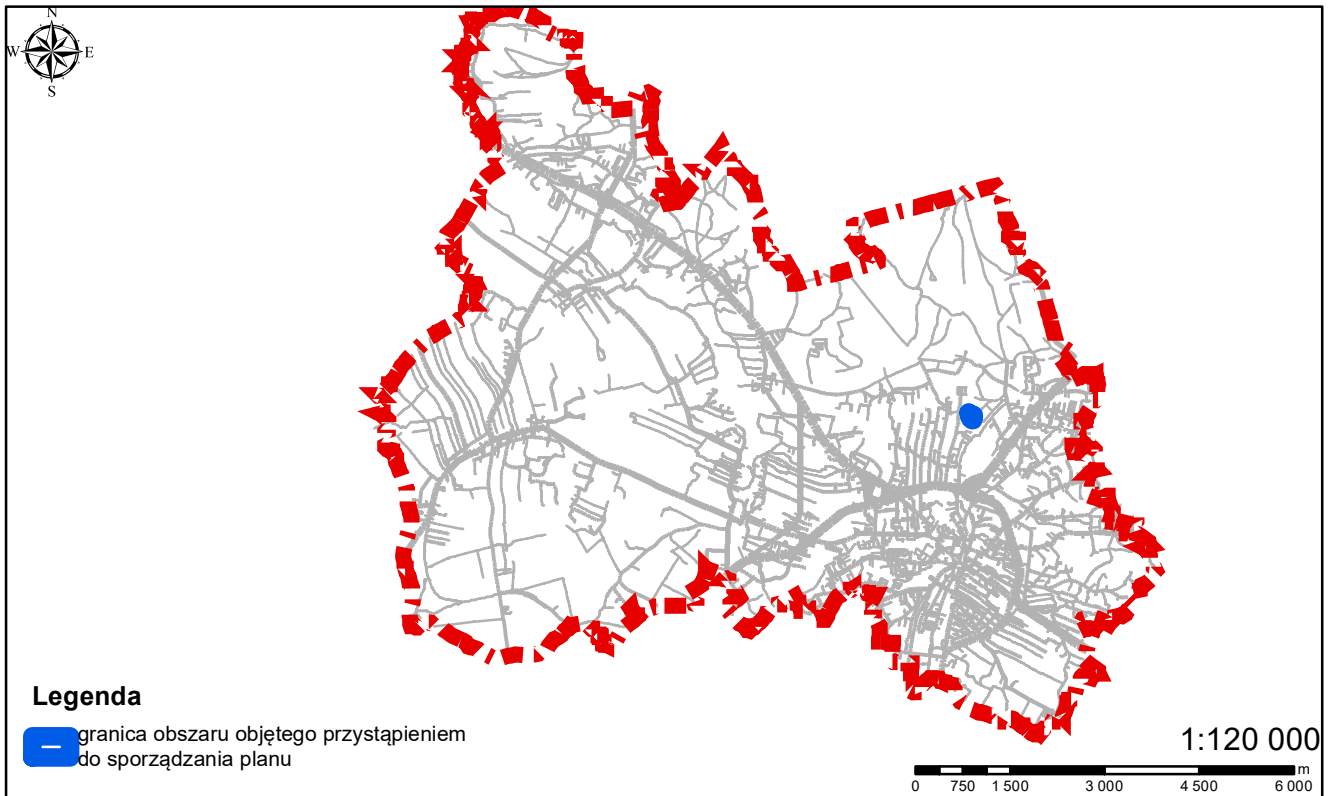 N
W E
S
Legenda
granica obszaru objętego przystąpieniem
do sporządzania planu
1:120 000
m
0 750 1 500 3 000 4 500 6 000